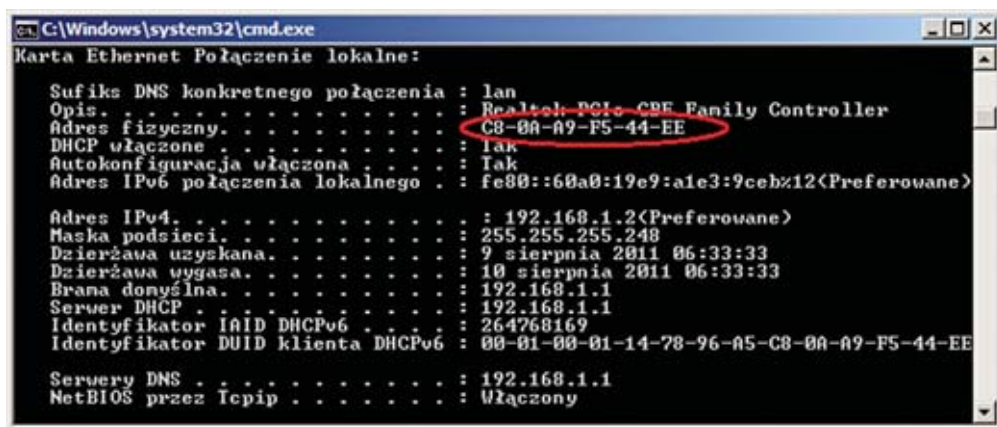 C:\Windows\system32\cmd.exe
Karta Ethernet Połączenie lokalne:
Sufiks DNS konkretnego połączenia : lan
Opis. . . . . . . . . . . . . . . : Realtek PCIe GBE Family Controller
Adres fizyczny. . . . . . . . . . : C8-0A-A9-F5-44-EE
DHCP włączone . . . . . . . . . . : Tak
Autokonfiguracja włączona . . . . : Tak
Adres IPv6 połączenia lokalnego . : fe80::60a0:19e9:a1e3:9ceb%12(Preferowane)
Adres IPv4. . . . . . . . . . . . . : 192.168.1.2(Preferowane)
Maska podsieci. . . . . . . . . . : 255.255.255.248
Dzierżawa uzyskana. . . . . . . . : 9 sierpnia 2011 06:33:33
Dzierżawa wygasa. . . . . . . . . : 10 sierpnia 2011 06:33:33
Brama domyślna. . . . . . . . . . : 192.168.1.1
Serwer DHCP . . . . . . . . . . . : 192.168.1.1
Identyfikator IAID DHCPv6 . . . . : 264768169
Identyfikator DUID klienta DHCPv6 : 00-01-00-01-14-78-96-A5-C8-0A-A9-F5-44-EE
Serwery DNS . . . . . . . . . . . : 192.168.1.1
NetBIOS przez Tcpip . . . . . . . : Włączony